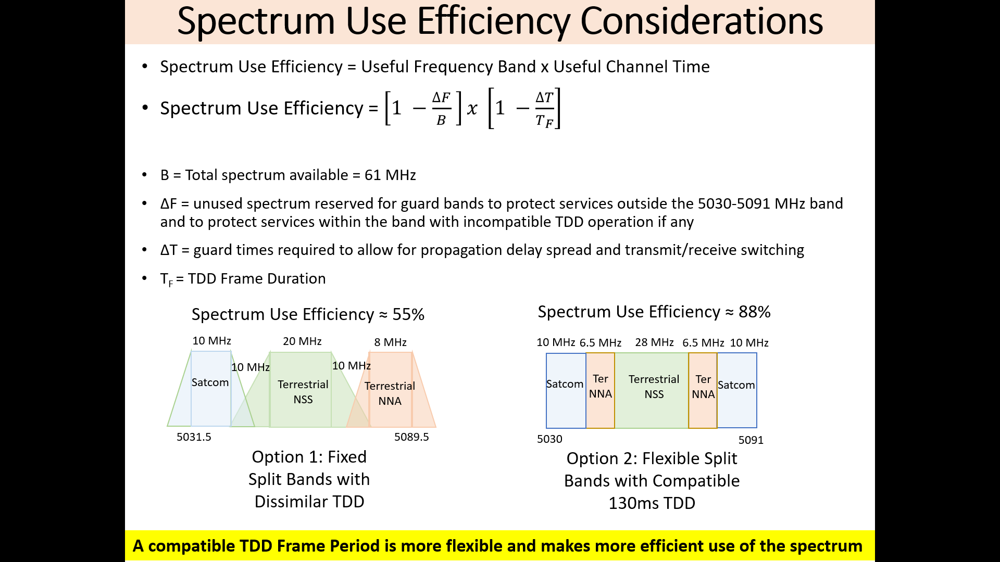 Spectrum Use Efficiency Considerations
• Spectrum Use Efficiency = Useful Frequency Band x Useful Channel Time
• Spectrum Use Efficiency = [1 − ΔF/B] x [1 − ΔT/T_F]
• B = Total spectrum available = 61 MHz
• ΔF = unused spectrum reserved for guard bands to protect services outside the 5030-5091 MHz band
and to protect services within the band with incompatible TDD operation if any
• ΔT = guard times required to allow for propagation delay spread and transmit/receive switching
• T_F = TDD Frame Duration
Spectrum Use Efficiency ≈ 55%
10 MHz 20 MHz 8 MHz
10 MHz 10 MHz
Satcom
Terrestrial
NSS
Terrestrial
NNA
5031.5 5089.5
Option 1: Fixed
Split Bands with
Dissimilar TDD
Spectrum Use Efficiency ≈ 88%
10 MHz 6.5 MHz 28 MHz 6.5 MHz 10 MHz
Satcom
Ter
NNA
Terrestrial
NSS
Ter
NNA
Satcom
5030 5091
Option 2: Flexible Split
Bands with Compatible
130ms TDD
A compatible TDD Frame Period is more flexible and makes more efficient use of the spectrum